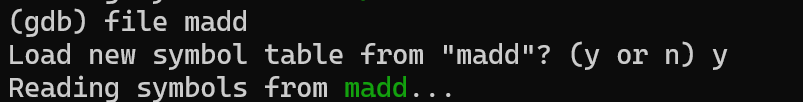 (gdb) file madd
Load new symbol table from "madd"? (y or n) y
Reading symbols from madd...